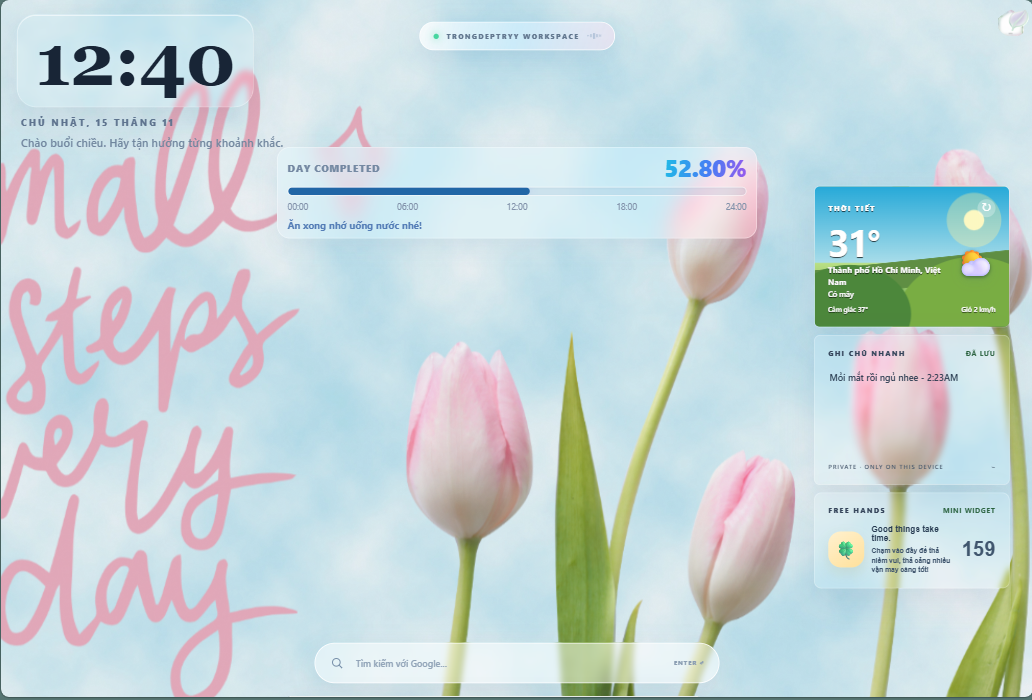 12:40
TRONGDEPTRYY WORKSPACE
CHỦ NHẬT, 15 THÁNG 11
Chào buổi chiều. Hãy tận hưởng từng khoảnh khắc.
DAY COMPLETED
52.80%
00:00 06:00 12:00 18:00 24:00
Ăn xong nhớ uống nước nhé!
small
steps
every
day
THỜI TIẾT
31°
Thành phố Hồ Chí Minh, Việt
Nam
Có mây
Cảm giác 37°
Gió 2 km/h
GHI CHÚ NHANH
ĐÃ LƯU
Mỏi mắt rồi ngủ nhee - 2:23AM
PRIVATE · ONLY ON THIS DEVICE
FREE HANDS
MINI WIDGET
Good things take
time.
Chạm vào đây để thả
niềm vui, thả càng nhiều
vận may càng tốt!
159
Tìm kiếm với Google...
ENTER